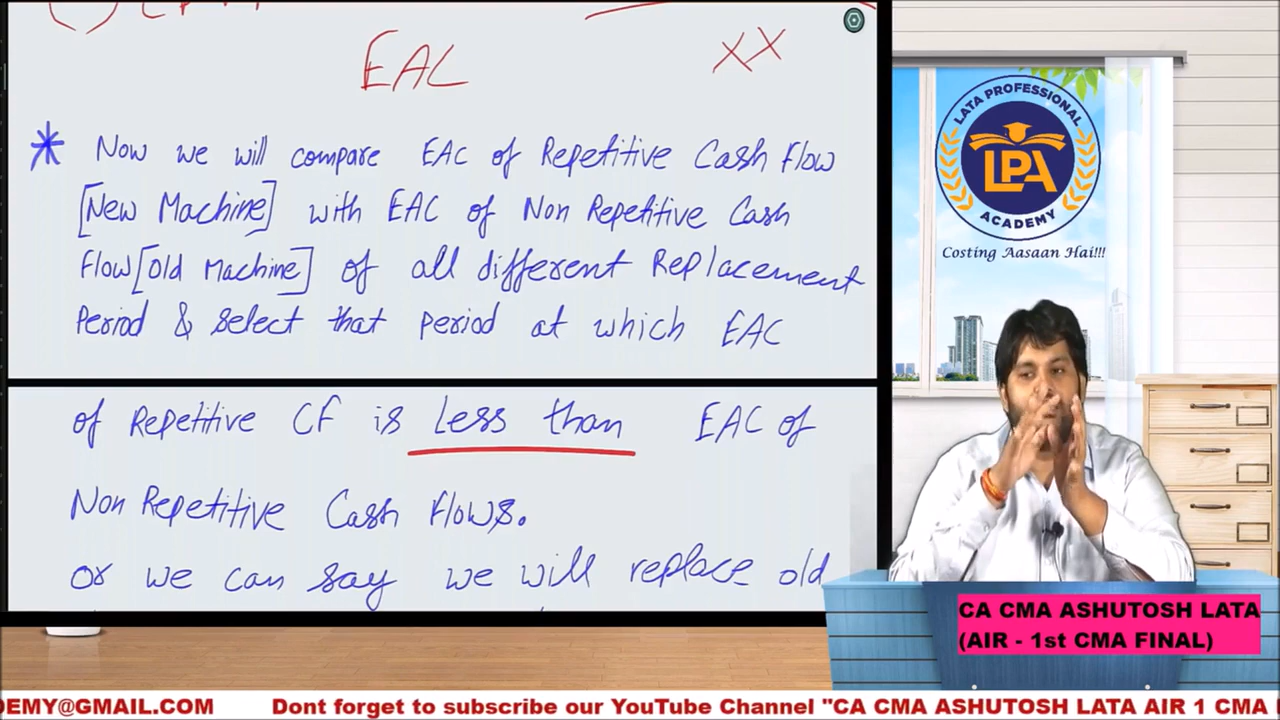 EAC
XX
* Now we will compare EAC of Repetitive Cash Flow
[New Machine] with EAC of Non Repetitive Cash
Flow [Old Machine] of all different Replacement
Period & select that period at which EAC
of Repetitive CF is less than EAC of
Non Repetitive Cash Flows.
or we can say we will replace old
LATA PROFESSIONAL
LPA
ACADEMY
Costing Aasaan Hai!!!
CA CMA ASHUTOSH LATA
(AIR - 1st CMA FINAL)
DEMY@GMAIL.COM Dont forget to subscribe our YouTube Channel "CA CMA ASHUTOSH LATA AIR 1 CMA